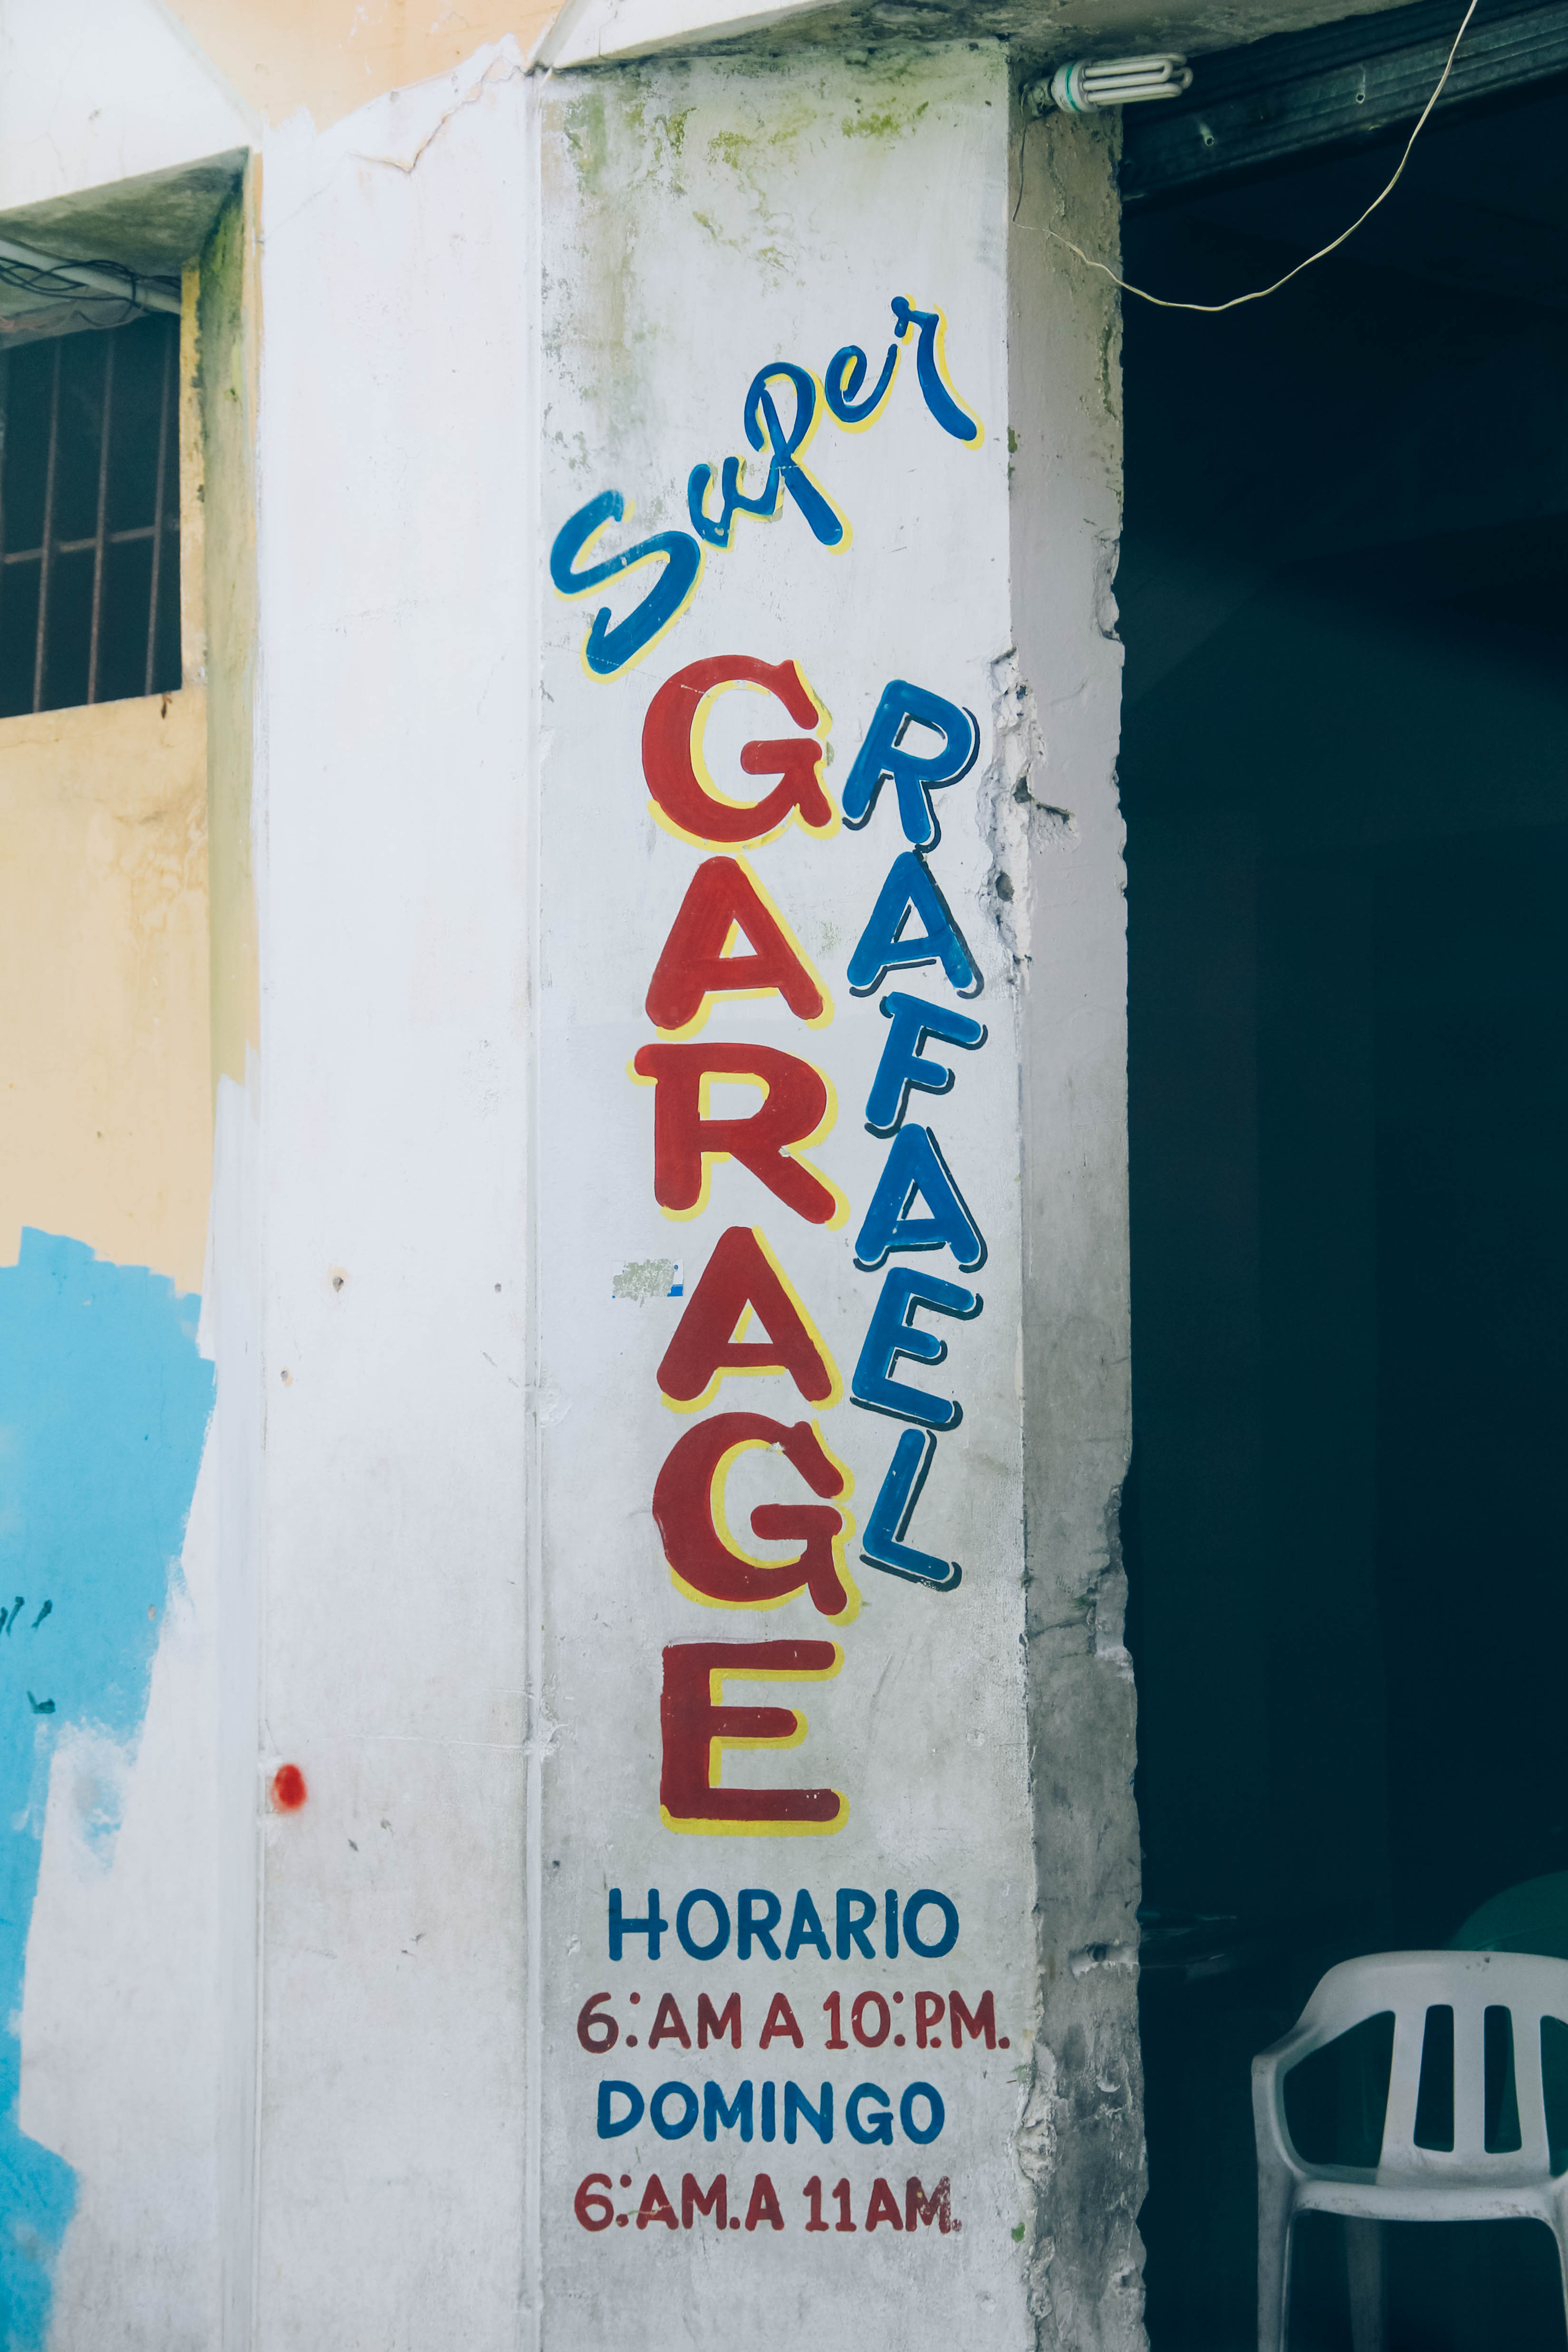 Super
GARAGE
RAFAEL
HORARIO
6:AM A 10:P.M.
DOMINGO
6:AM.A 11AM.